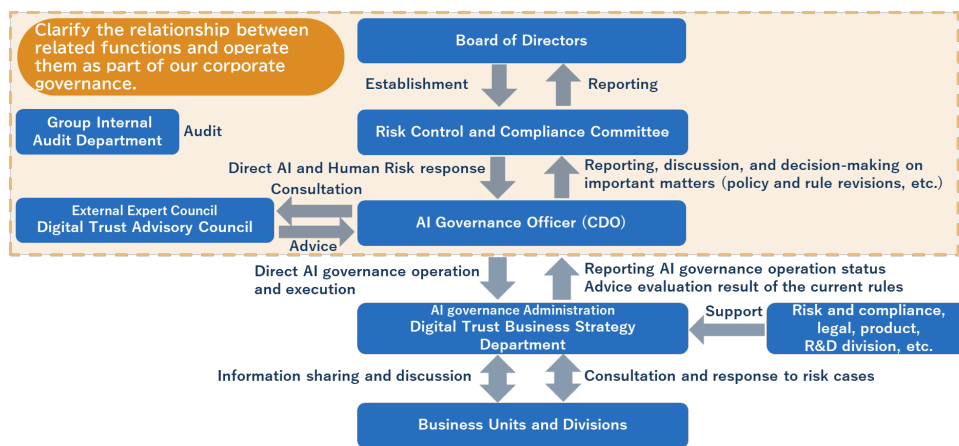 Clarify the relationship between
related functions and operate
them as part of our corporate
governance.
Board of Directors
Establishment
Reporting
Group Internal
Audit Department
Audit
Risk Control and Compliance Committee
Direct AI and Human Risk response
Reporting, discussion, and decision-making on
important matters (policy and rule revisions, etc.)
Consultation
External Expert Council
Digital Trust Advisory Council
Advice
AI Governance Officer (CDO)
Direct AI governance operation
and execution
Reporting AI governance operation status
Advice evaluation result of the current rules
AI governance Administration
Digital Trust Business Strategy
Department
Support
Risk and compliance,
legal, product,
R&D division, etc.
Information sharing and discussion
Consultation and response to risk cases
Business Units and Divisions